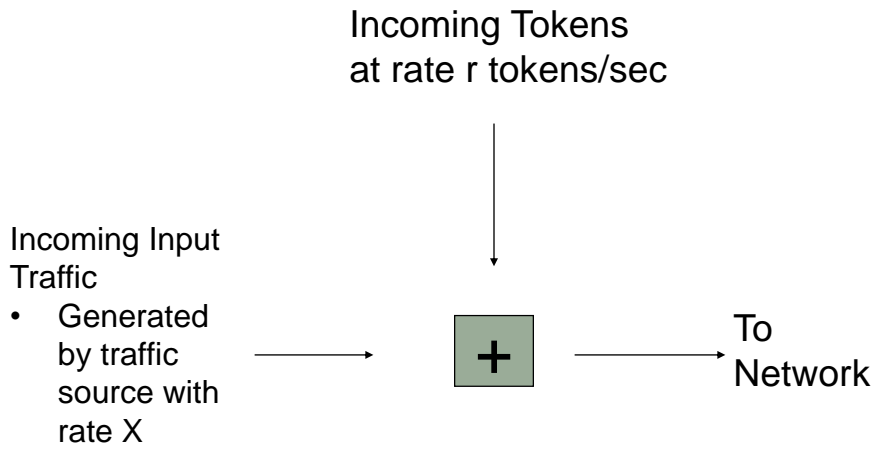 Incoming Tokens
at rate r tokens/sec
Incoming Input
Traffic
• Generated
by traffic
source with
rate X
+
To
Network